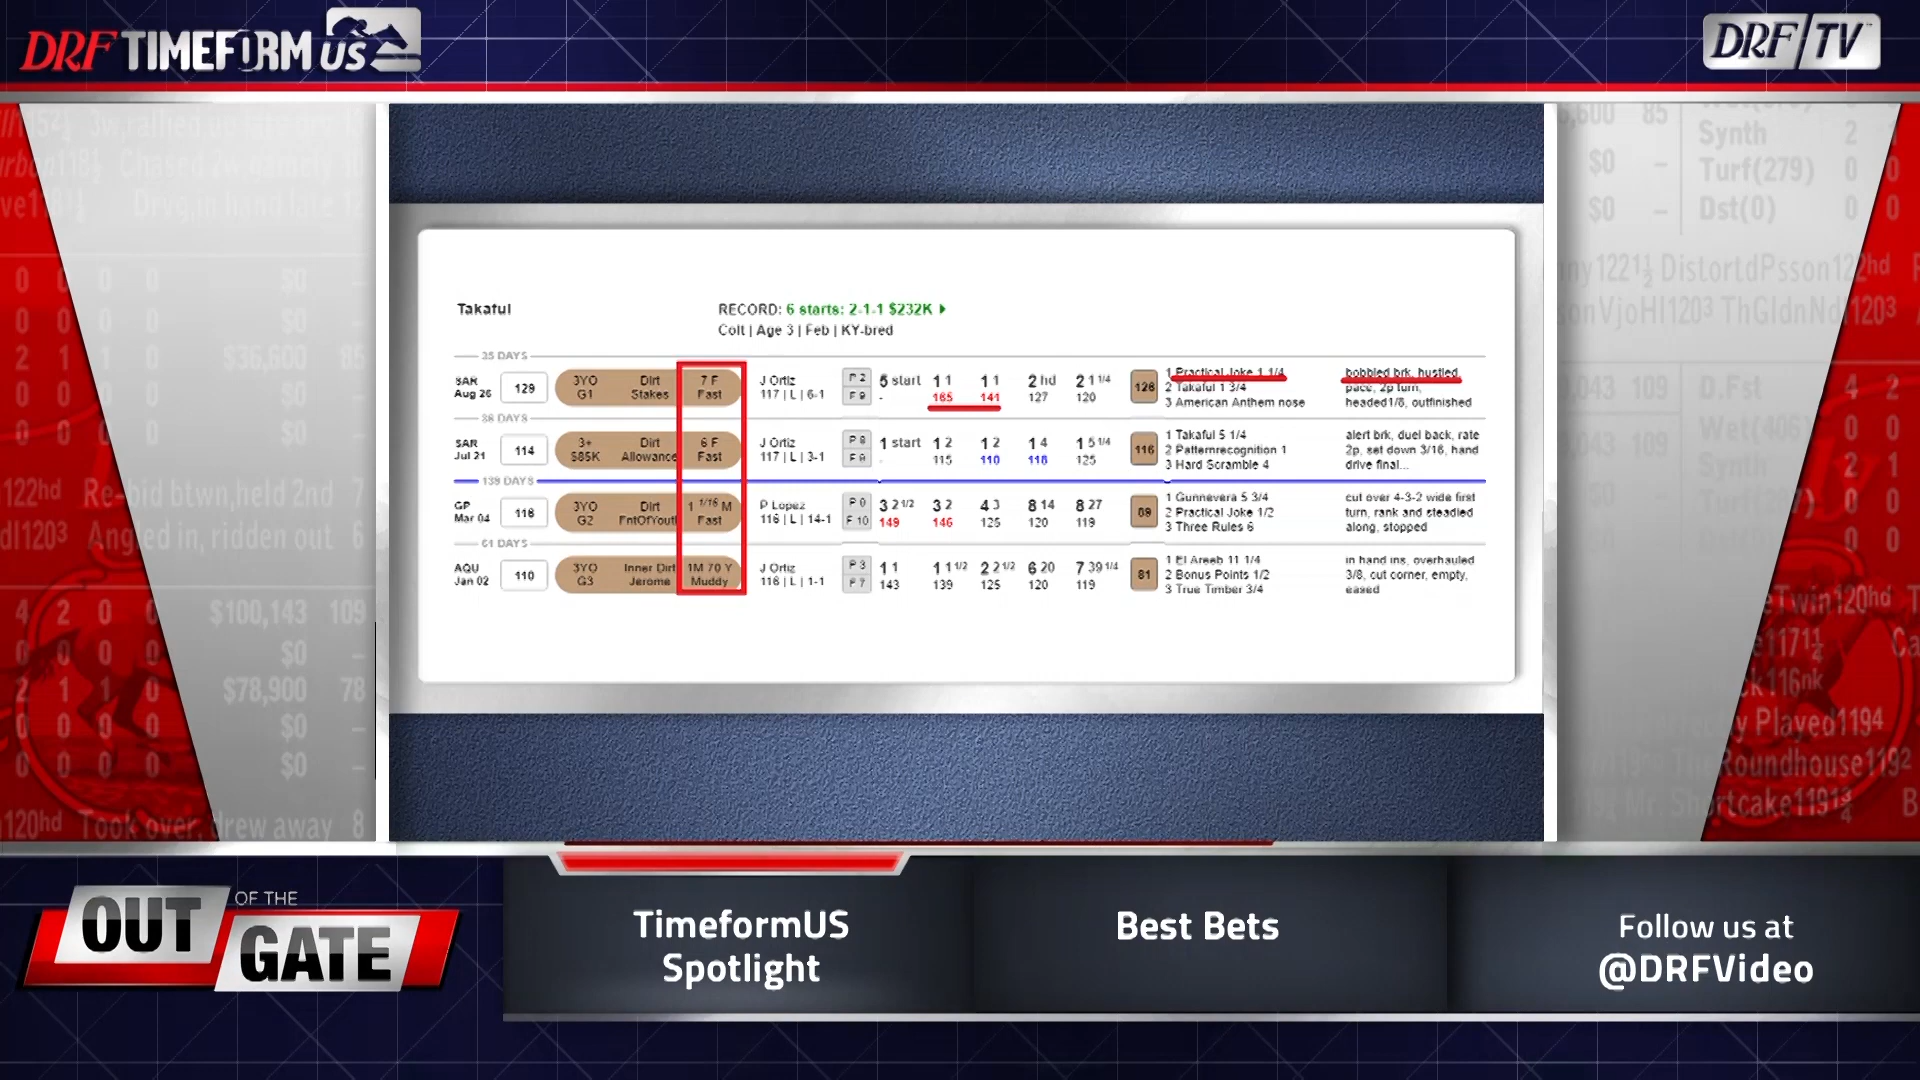 DRF TIMEFORM US
DRF TV
Takaful
RECORD: 6 starts: 2-1-1 $232K
Colt | Age 3 | Feb | KY-bred
35 DAYS
SAR Aug 26 129 3YO G1 Dirt Stakes 7 F Fast J Ortiz 117 | L | 6-1 P 2 F 9 5 start - 1 1 165 1 1 141 2 hd 127 2 1 1/4 120 126
1 Practical Joke 1 1/4
2 Takaful 1 3/4
3 American Anthem nose
bobbled brk, hustled
pace, 2p turn,
headed1/8, outfinished
SAR Jul 21 114 3+ $85K Dirt Allowance 6 F Fast J Ortiz 117 | L | 3-1 1 start - 1 2 115 1 2 110 1 4 118 1 5 1/4 125 116
1 Takaful 5 1/4
2 Patternrecognition 1
3 Hard Scramble 4
alert brk, duel back, rate
2p, set down 3/16, hand
drive final...
139 DAYS
GP Mar 04 118 3YO G2 Dirt FntOfYouth 1 1/16 M Fast P Lopez 116 | L | 14-1 F 10 3 2 1/2 149 3 2 146 4 3 125 8 14 120 8 27 119 89
1 Gunnevera 5 3/4
2 Practical Joke 1/2
3 Three Rules 6
cut over 4-3-2 wide first
turn, rank and steadied
along, stopped
61 DAYS
AQU Jan 02 110 3YO G3 Inner Dirt Jerome 1M 70 Y Muddy J Ortiz 116 | L | 1-1 P 3 F 7 1 1 143 1 1 1/2 139 2 2 1/2 125 6 20 120 7 39 1/4 119 81
1 El Areeb 11 1/4
2 Bonus Points 1/2
3 True Timber 3/4
in hand ins, overhauled
3/8, cut corner, empty,
eased
OUT OF THE GATE
TimeformUS
Spotlight
Best Bets
Follow us at
@DRFVideo